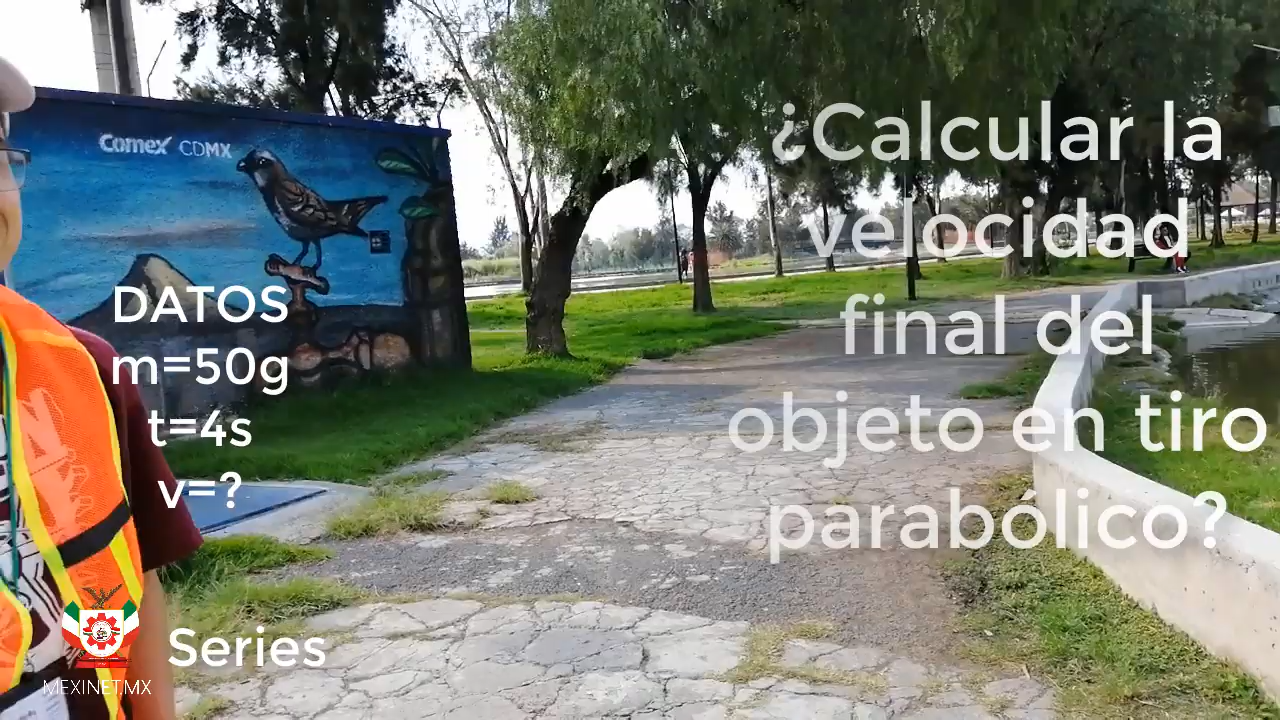 Comex CDMX
DATOS
m=50g
t=4s
v=?
¿Calcular la
velocidad
final del
objeto en tiro
parabólico?
Series
MEXINET.MX